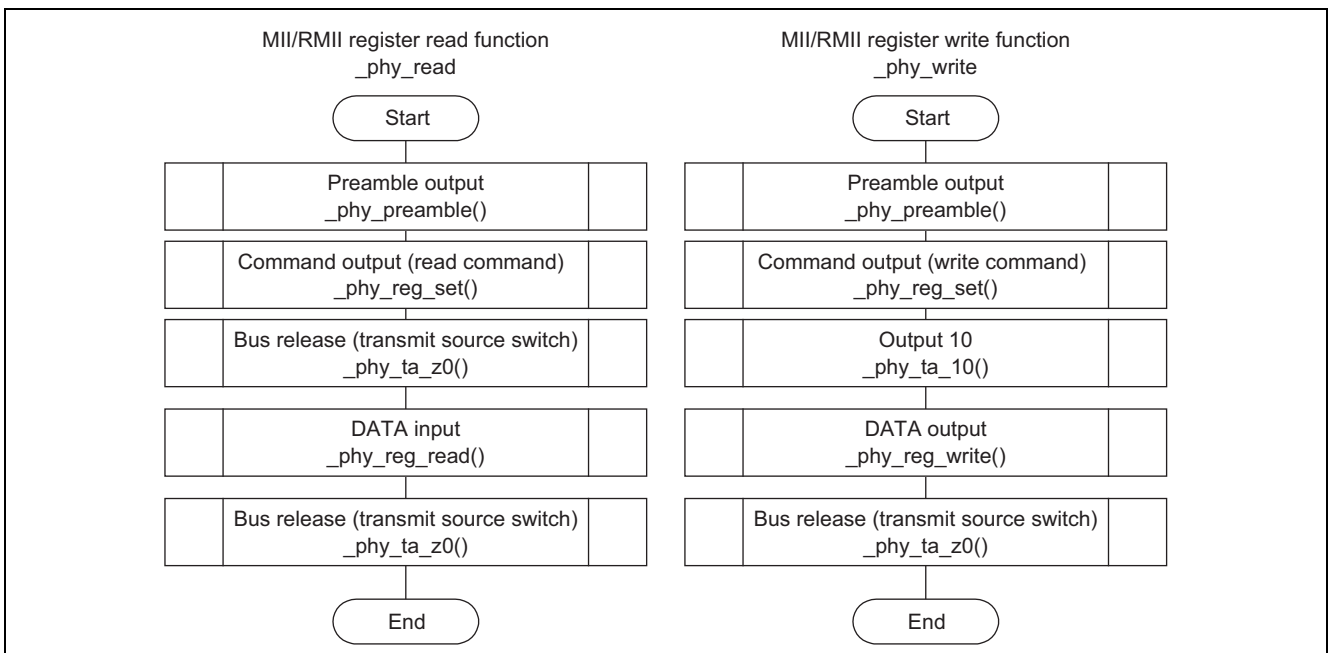 MII/RMII register read function
_phy_read
Start
Preamble output
_phy_preamble()
Command output (read command)
_phy_reg_set()
Bus release (transmit source switch)
_phy_ta_z0()
DATA input
_phy_reg_read()
Bus release (transmit source switch)
_phy_ta_z0()
End
MII/RMII register write function
_phy_write
Start
Preamble output
_phy_preamble()
Command output (write command)
_phy_reg_set()
Output 10
_phy_ta_10()
DATA output
_phy_reg_write()
Bus release (transmit source switch)
_phy_ta_z0()
End